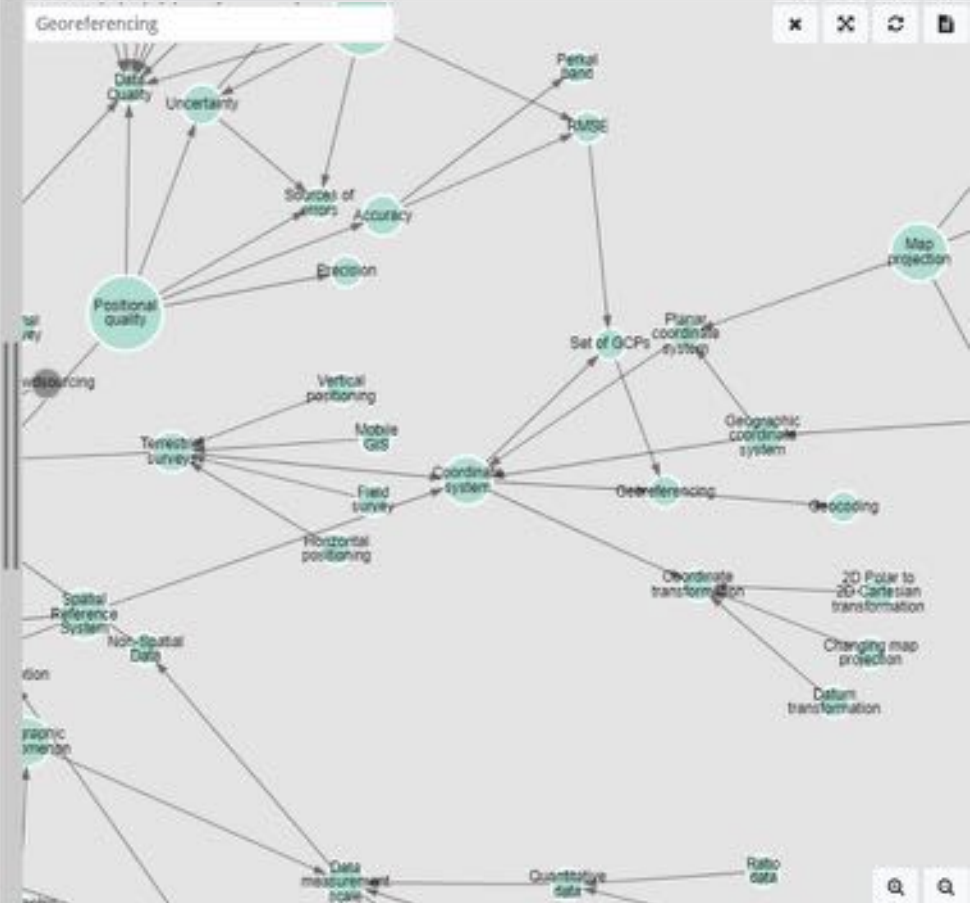 Georeferencing
Perkal
band
Data
Quality
Uncertainty
RMSE
Sources of
errors
Accuracy
Map
projection
Precision
Positional
quality
Planar
coordinate
system
Set of GCPs
wdsourcing
Vertical
positioning
Mobile
GIS
Geographic
coordinate
system
Terrestrial
surveys
Coordinate
system
Georeferencing
Field
survey
Geocoding
Horizontal
positioning
Coordinate
transformation
2D Polar to
2D Cartesian
transformation
Spatial
Reference
System
Non-Spatial
Data
Changing map
projection
Datum
transformation
raphic
omenon
Data
measurement
scale
Quantitative
data
Ratio
data